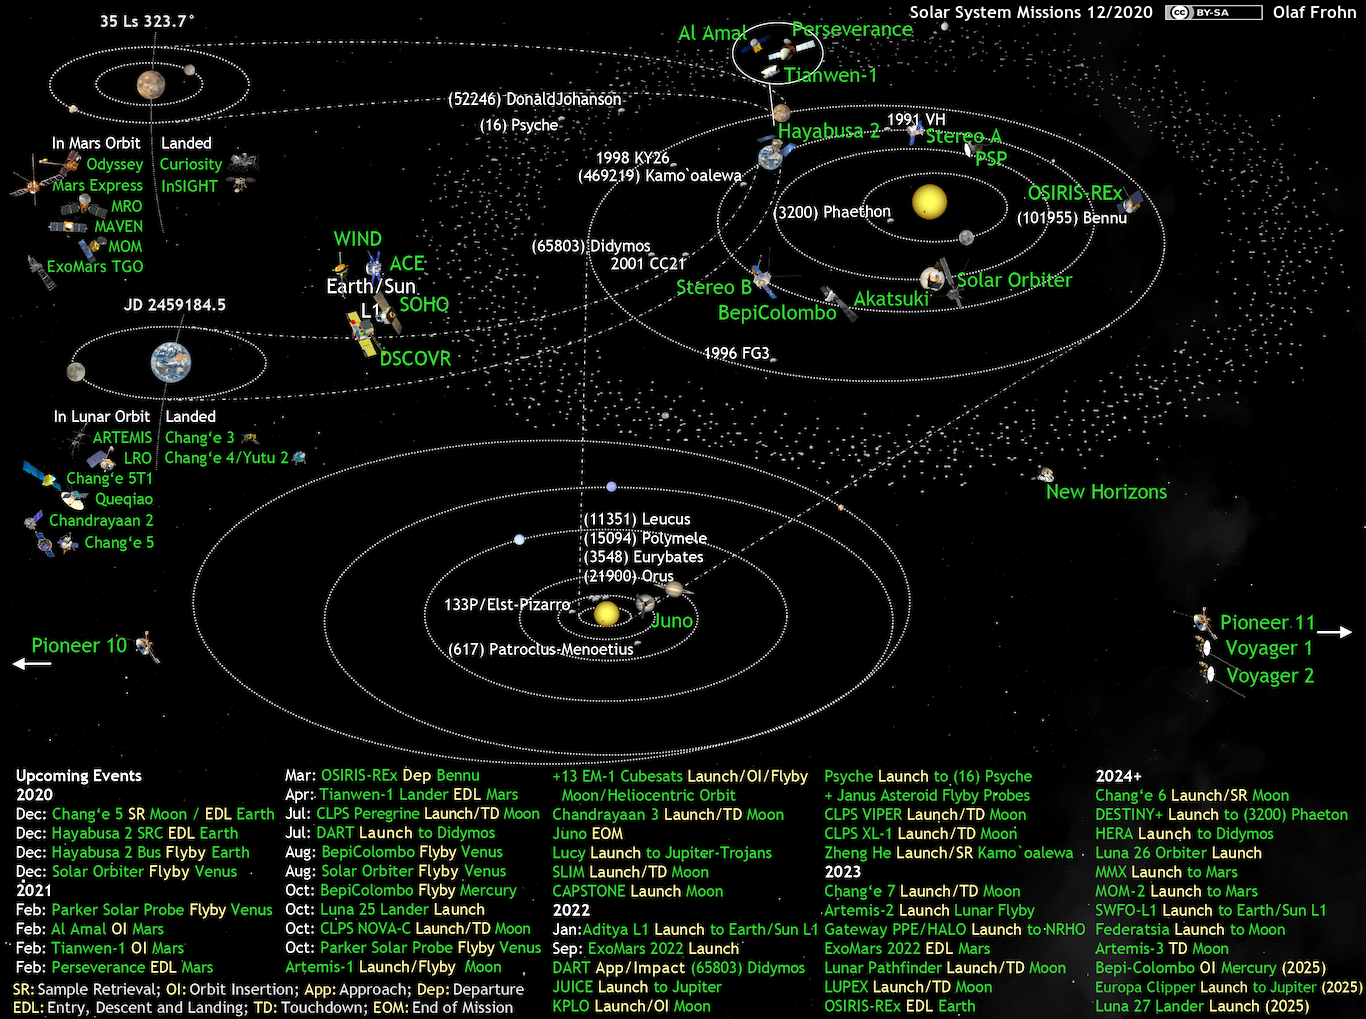 Solar System Missions 12/2020 cc BY-SA Olaf Frohn
35 Ls 323.7°
Al Amal
Perseverance
Tianwen-1
(52246) DonaldJohanson
(16) Psyche
1991 VH
Hayabusa 2
Stereo A
PSP
In Mars Orbit Landed
Odyssey Curiosity
Mars Express InSIGHT
MRO
MAVEN
MOM
ExoMars TGO
1998 KY26
(469219) Kamo`oalewa
OSIRIS-REx
(3200) Phaethon
(101955) Bennu
WIND
ACE
Earth/Sun
L1
SOHO
DSCOVR
(65803) Didymos
2001 CC21
Stereo B
BepiColombo
Akatsuki
Solar Orbiter
1996 FG3
JD 2459184.5
In Lunar Orbit Landed
ARTEMIS Chang‘e 3
LRO Chang‘e 4/Yutu 2
Chang‘e 5T1
Queqiao
Chandrayaan 2
Chang‘e 5
New Horizons
(11351) Leucus
(15094) Polymele
(3548) Eurybates
(21900) Orus
133P/Elst-Pizarro
Juno
(617) Patroclus-Menoetius
Pioneer 10
Pioneer 11
Voyager 1
Voyager 2
Upcoming Events
2020
Dec: Chang‘e 5 SR Moon / EDL Earth
Dec: Hayabusa 2 SRC EDL Earth
Dec: Hayabusa 2 Bus Flyby Earth
Dec: Solar Orbiter Flyby Venus
2021
Feb: Parker Solar Probe Flyby Venus
Feb: Al Amal OI Mars
Feb: Tianwen-1 OI Mars
Feb: Perseverance EDL Mars
Mar: OSIRIS-REx Dep Bennu
Apr: Tianwen-1 Lander EDL Mars
Jul: CLPS Peregrine Launch/TD Moon
Jul: DART Launch to Didymos
Aug: BepiColombo Flyby Venus
Aug: Solar Orbiter Flyby Venus
Oct: BepiColombo Flyby Mercury
Oct: Luna 25 Lander Launch
Oct: CLPS NOVA-C Launch/TD Moon
Oct: Parker Solar Probe Flyby Venus
Artemis-1 Launch/Flyby Moon
+13 EM-1 Cubesats Launch/OI/Flyby
Moon/Heliocentric Orbit
Chandrayaan 3 Launch/TD Moon
Juno EOM
Lucy Launch to Jupiter-Trojans
SLIM Launch/TD Moon
CAPSTONE Launch Moon
2022
Jan:Aditya L1 Launch to Earth/Sun L1
Sep: ExoMars 2022 Launch
DART App/Impact (65803) Didymos
JUICE Launch to Jupiter
KPLO Launch/OI Moon
Psyche Launch to (16) Psyche
+ Janus Asteroid Flyby Probes
CLPS VIPER Launch/TD Moon
CLPS XL-1 Launch/TD Moon
Zheng He Launch/SR Kamo`oalewa
2023
Chang‘e 7 Launch/TD Moon
Artemis-2 Launch Lunar Flyby
Gateway PPE/HALO Launch to NRHO
ExoMars 2022 EDL Mars
Lunar Pathfinder Launch/TD Moon
LUPEX Launch/TD Moon
OSIRIS-REx EDL Earth
2024+
Chang‘e 6 Launch/SR Moon
DESTINY+ Launch to (3200) Phaeton
HERA Launch to Didymos
Luna 26 Orbiter Launch
MMX Launch to Mars
MOM-2 Launch to Mars
SWFO-L1 Launch to Earth/Sun L1
Federatsia Launch to Moon
Artemis-3 TD Moon
Bepi-Colombo OI Mercury (2025)
Europa Clipper Launch to Jupiter (2025)
Luna 27 Lander Launch (2025)
SR: Sample Retrieval; OI: Orbit Insertion; App: Approach; Dep: Departure
EDL: Entry, Descent and Landing; TD: Touchdown; EOM: End of Mission